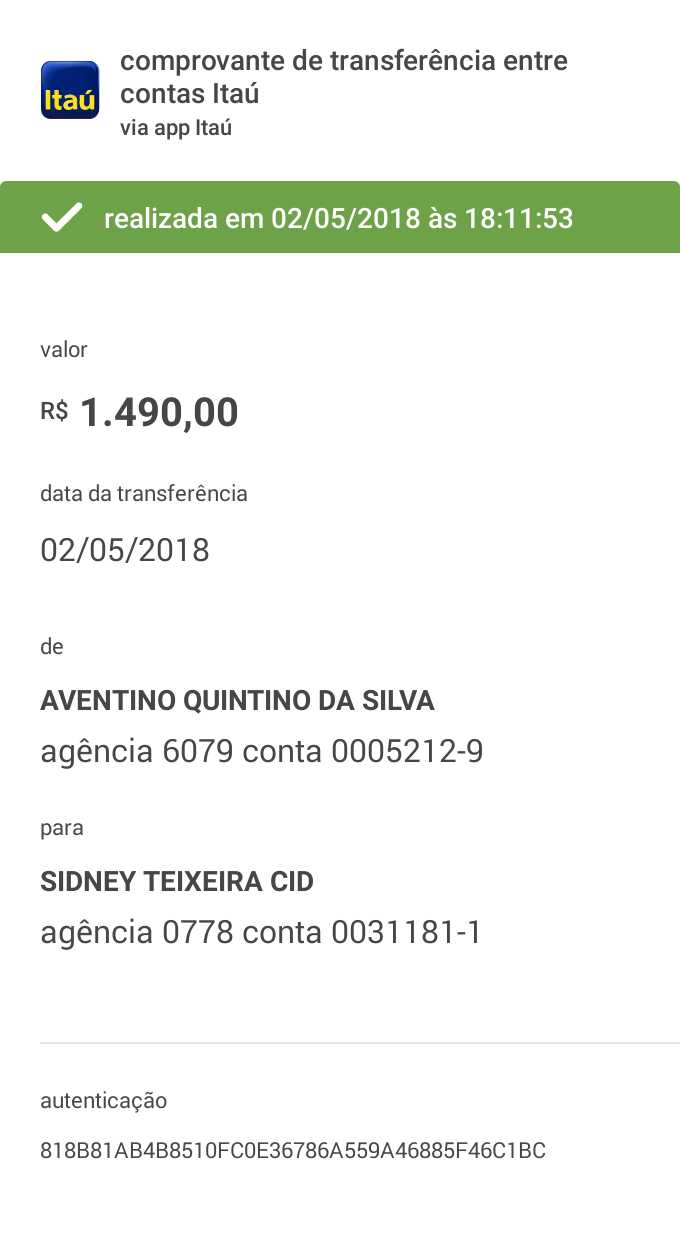 comprovante de transferência entre
contas Itaú
via app Itaú
Itaú
realizada em 02/05/2018 às 18:11:53
valor
R$ 1.490,00
data da transferência
02/05/2018
de
AVENTINO QUINTINO DA SILVA
agência 6079 conta 0005212-9
para
SIDNEY TEIXEIRA CID
agência 0778 conta 0031181-1
autenticação
818B81AB4B8510FC0E36786A559A46885F46C1BC